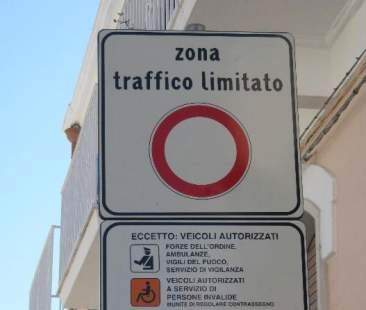 zona
traffico limitato
ECCETTO: VEICOLI AUTORIZZATI
FORZE DELL'ORDINE,
AMBULANZE,
VIGILI DEL FUOCO,
SERVIZIO DI VIGILANZA
VEICOLI AUTORIZZATI
A SERVIZIO DI
PERSONE INVALIDE
MUNITE DI REGOLARE CONTRASSEGNO